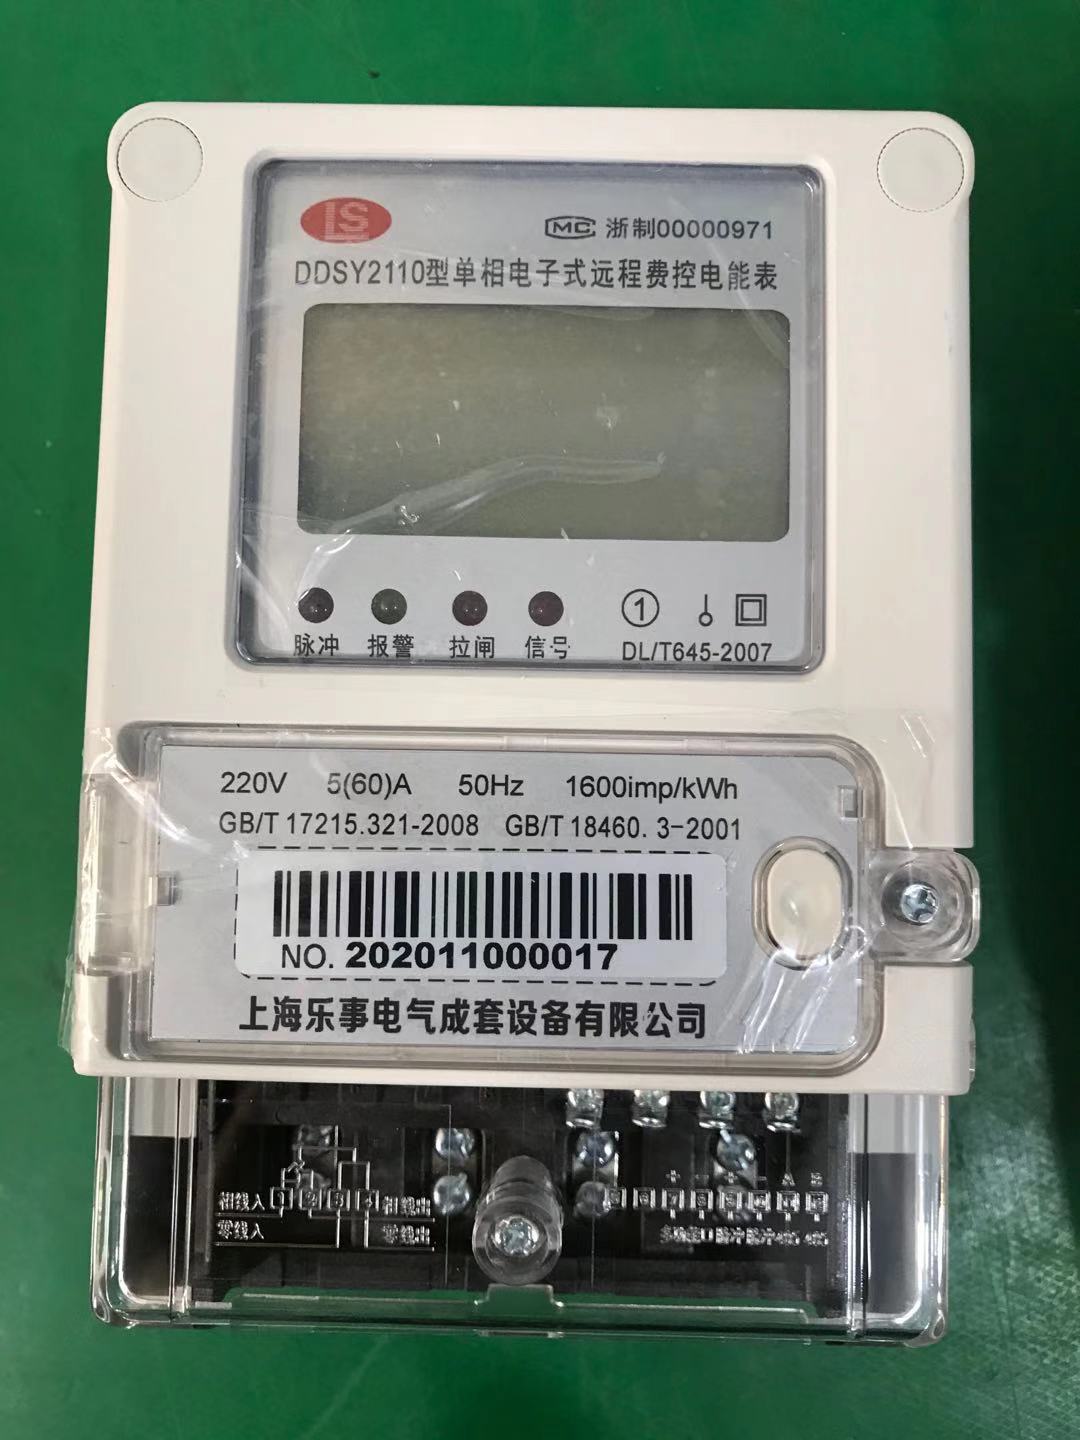 LS
MC 浙制00000971
DDSY2110型单相电子式远程费控电能表
脉冲 报警 拉闸 信号
① DL/T645-2007
220V 5(60)A 50Hz 1600imp/kWh
GB/T 17215.321-2008 GB/T 18460. 3-2001
NO. 202011000017
上海乐事电气成套设备有限公司
相线入 1 2 3 4 相线出
零线入 零线出
A B